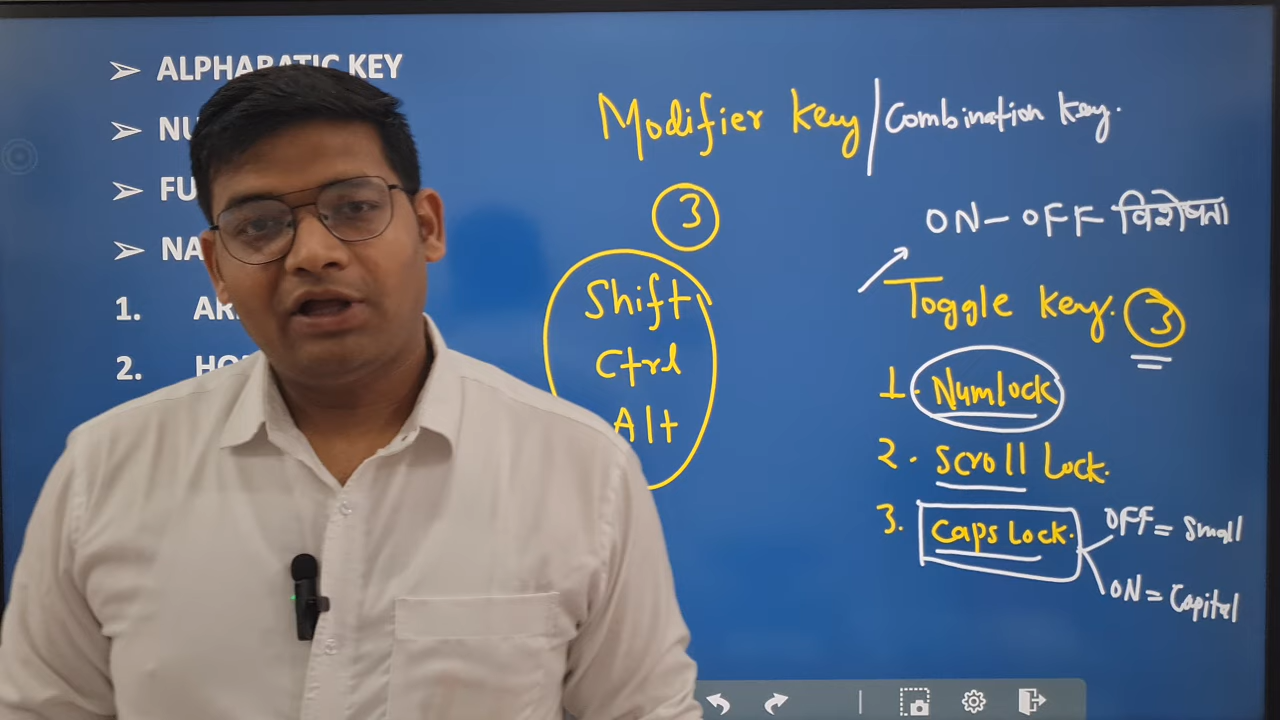 ➢ ALPHABATIC KEY
➢ NU
➢ FU
➢ NA
1. AR
2. HO
Modifier Key/Combination Key.
3
Shift
Ctrl
Alt
ON-OFF विशेषता
Toggle Key. 3
1. Numlock
2. Scroll Lock.
3. Caps Lock.
OFF = Small
ON = Capital